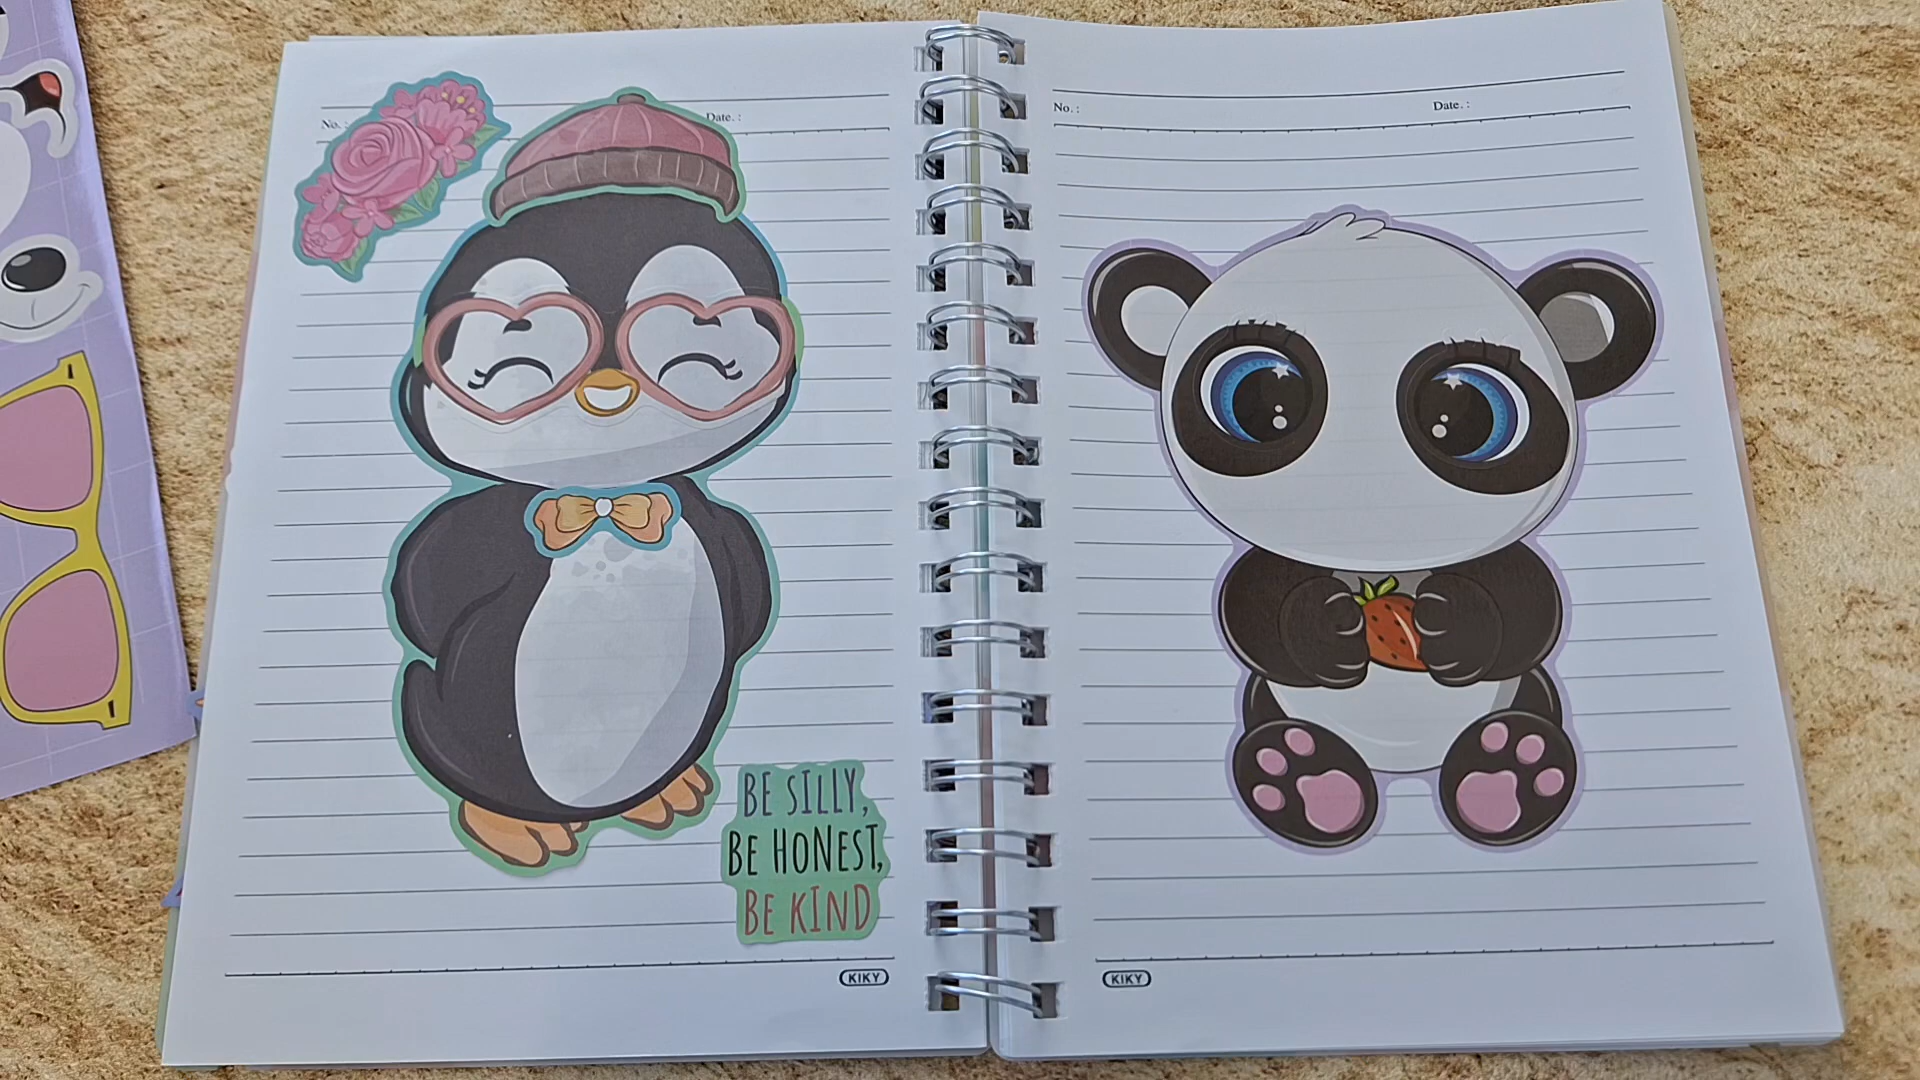 No. :
Date. :
BE SILLY,
BE HONEST,
BE KIND
KIKY
No. :
Date. :
KIKY